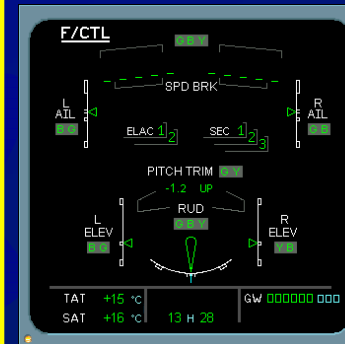 F/CTL
G B Y
SPD BRK
L AIL B G
R AIL G B
ELAC 1 2
SEC 1 2 3
PITCH TRIM G Y
-1.2 UP
RUD
G B Y
L ELEV B G
R ELEV Y B
TAT +15 °C
GW
SAT +16 °C
13 H 28